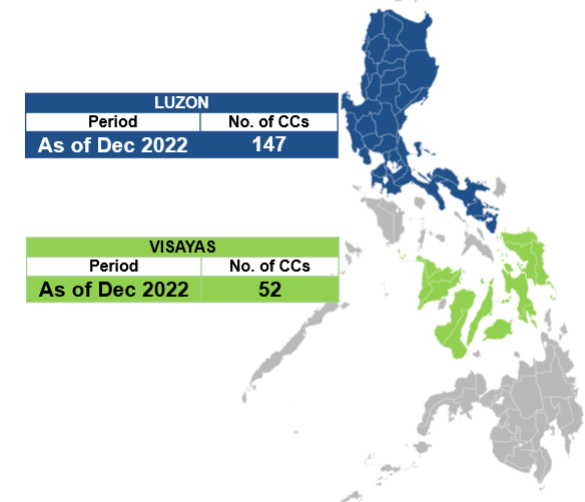 LUZON
Period No. of CCs
As of Dec 2022 147
VISAYAS
Period No. of CCs
As of Dec 2022 52